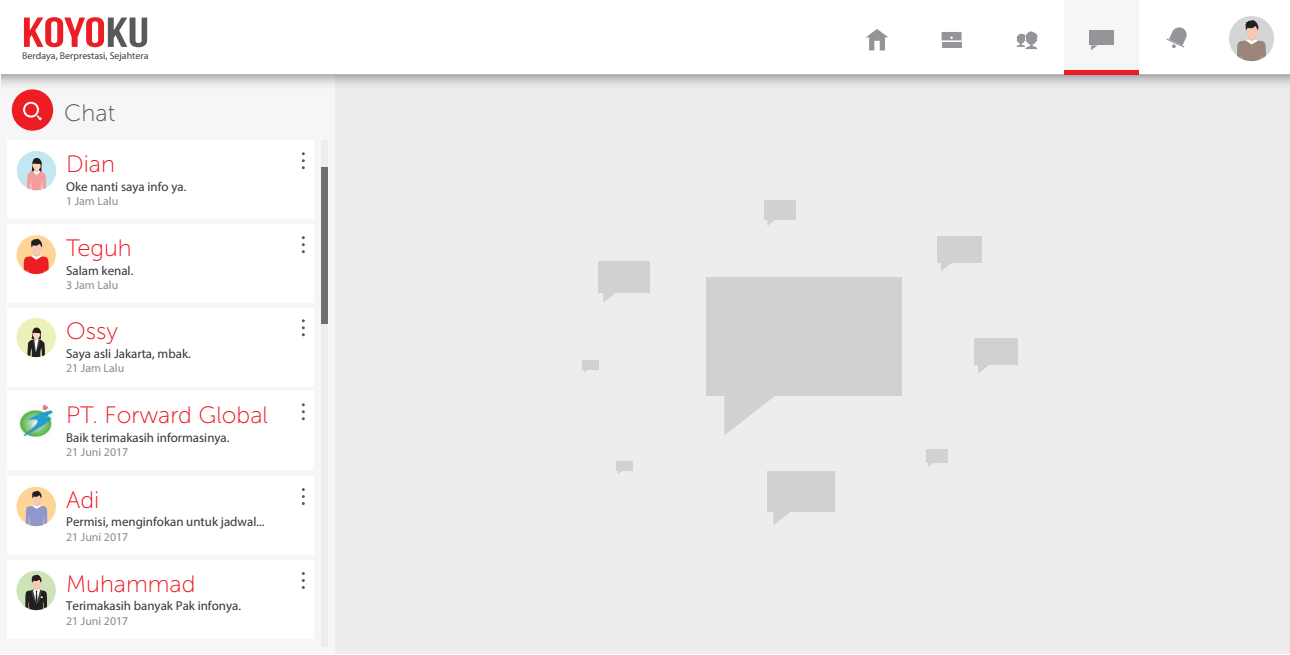 KOYOKU
Berdaya, Berprestasi, Sejahtera
Chat
Dian
Oke nanti saya info ya.
1 Jam Lalu
Teguh
Salam kenal.
3 Jam Lalu
Ossy
Saya asli Jakarta, mbak.
21 Jam Lalu
PT. Forward Global
Baik terimakasih informasinya.
21 Juni 2017
Adi
Permisi, menginfokan untuk jadwal...
21 Juni 2017
Muhammad
Terimakasih banyak Pak infonya.
21 Juni 2017